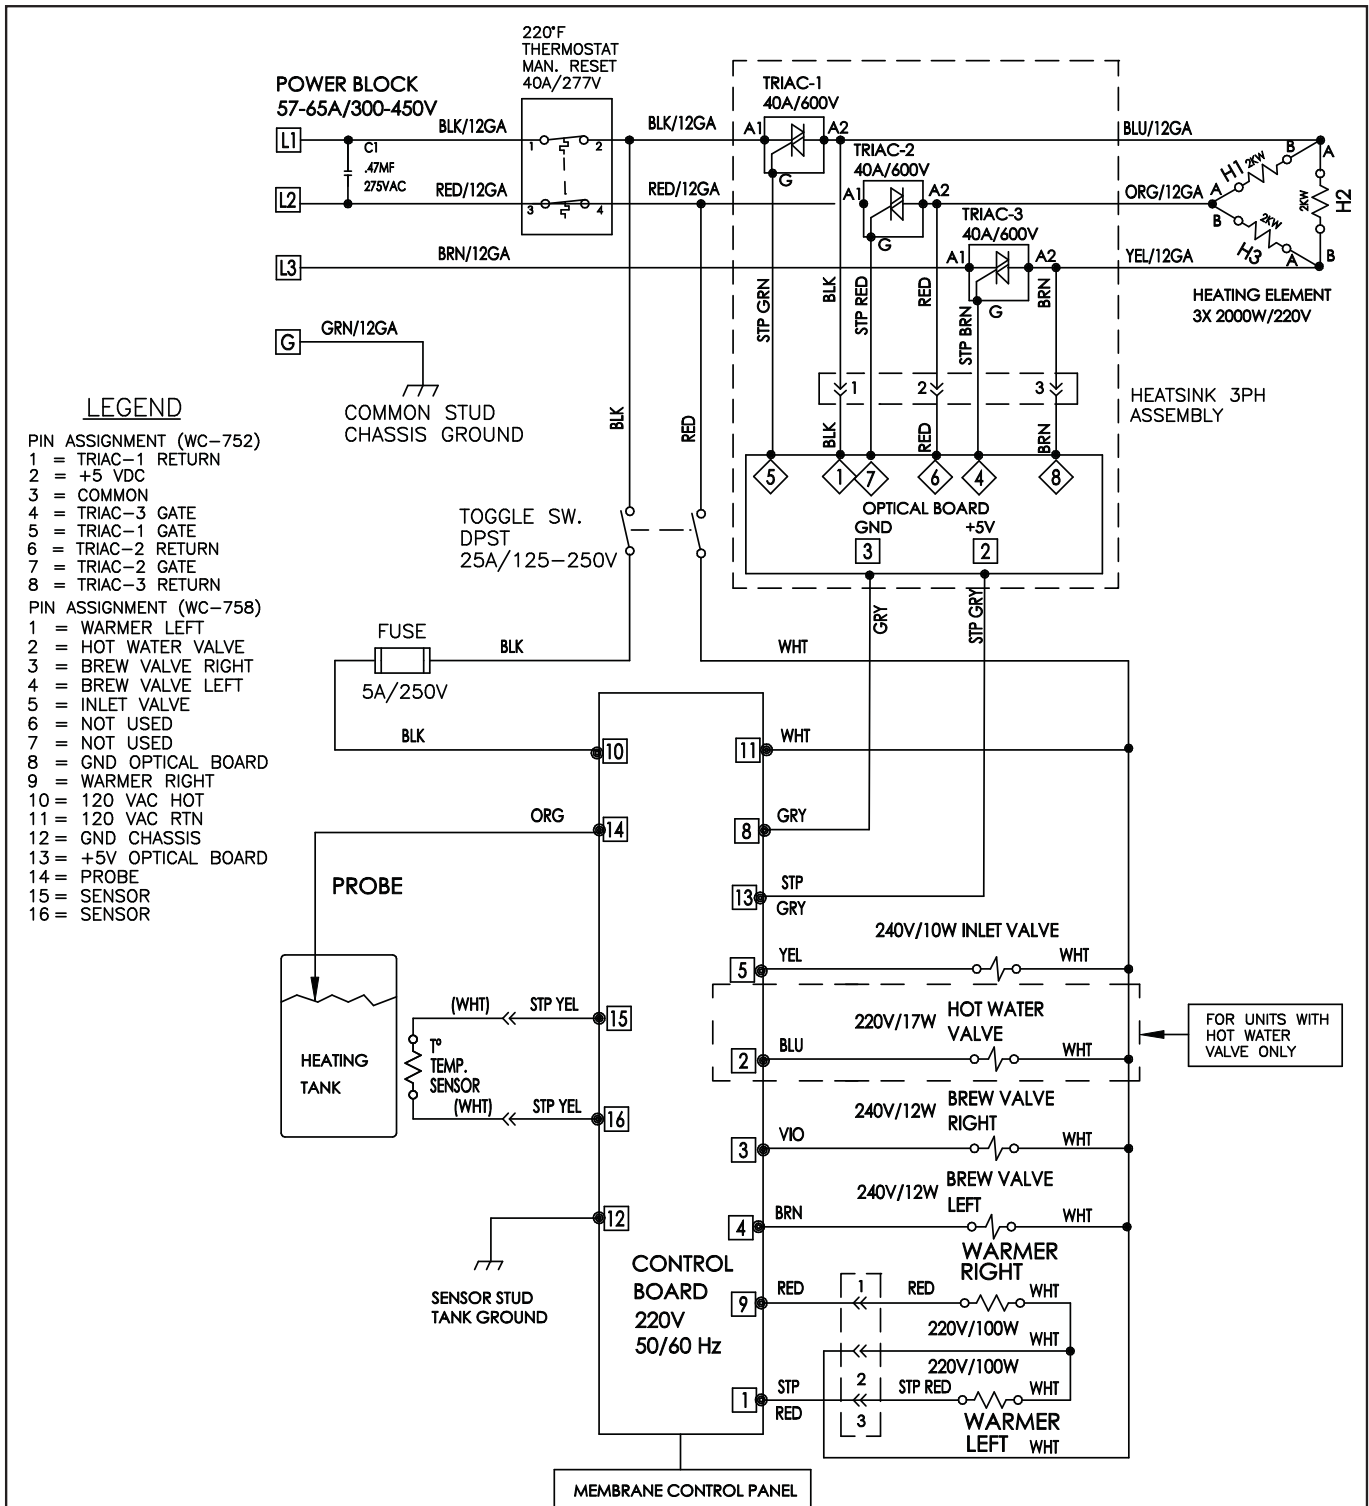 220°F
THERMOSTAT
MAN. RESET
40A/277V
POWER BLOCK
57-65A/300-450V
L1
BLK/12GA
1
2
BLK/12GA
C1
.47MF
275VAC
L2
RED/12GA
3
4
RED/12GA
L3
BRN/12GA
G
GRN/12GA
COMMON STUD
CHASSIS GROUND
TRIAC-1
40A/600V
A1
A2
G
TRIAC-2
40A/600V
A1
A2
G
TRIAC-3
40A/600V
A1
A2
G
BLU/12GA
ORG/12GA
YEL/12GA
H1
2KW
A
B
H2
2KW
A
B
H3
2KW
B
A
HEATING ELEMENT
3X 2000W/220V
STP GRN
BLK
STP RED
RED
STP BRN
BRN
1
2
3
HEATSINK 3PH
ASSEMBLY
BLK
RED
BRN
5
1
7
6
4
8
OPTICAL BOARD
GND
+5V
3
2
GRY
STP GRY
LEGEND
PIN ASSIGNMENT (WC-752)
1 = TRIAC-1 RETURN
2 = +5 VDC
3 = COMMON
4 = TRIAC-3 GATE
5 = TRIAC-1 GATE
6 = TRIAC-2 RETURN
7 = TRIAC-2 GATE
8 = TRIAC-3 RETURN
PIN ASSIGNMENT (WC-758)
1 = WARMER LEFT
2 = HOT WATER VALVE
3 = BREW VALVE RIGHT
4 = BREW VALVE LEFT
5 = INLET VALVE
6 = NOT USED
7 = NOT USED
8 = GND OPTICAL BOARD
9 = WARMER RIGHT
10 = 120 VAC HOT
11 = 120 VAC RTN
12 = GND CHASSIS
13 = +5V OPTICAL BOARD
14 = PROBE
15 = SENSOR
16 = SENSOR
BLK
RED
TOGGLE SW.
DPST
25A/125-250V
FUSE
5A/250V
BLK
WHT
BLK
10
11
WHT
ORG
14
8
GRY
PROBE
13
STP
GRY
240V/10W INLET VALVE
5
YEL
WHT
220V/17W
HOT WATER
VALVE
2
BLU
WHT
FOR UNITS WITH
HOT WATER
VALVE ONLY
HEATING
TANK
(WHT)
STP YEL
15
T°
TEMP.
SENSOR
(WHT)
STP YEL
16
240V/12W
BREW VALVE
RIGHT
3
VIO
WHT
240V/12W
BREW VALVE
LEFT
4
BRN
WHT
12
SENSOR STUD
TANK GROUND
CONTROL
BOARD
220V
50/60 Hz
WARMER
RIGHT
9
RED
1
RED
WHT
220V/100W
WHT
220V/100W
2
1
STP
RED
STP RED
WHT
3
WARMER
LEFT
WHT
MEMBRANE CONTROL PANEL